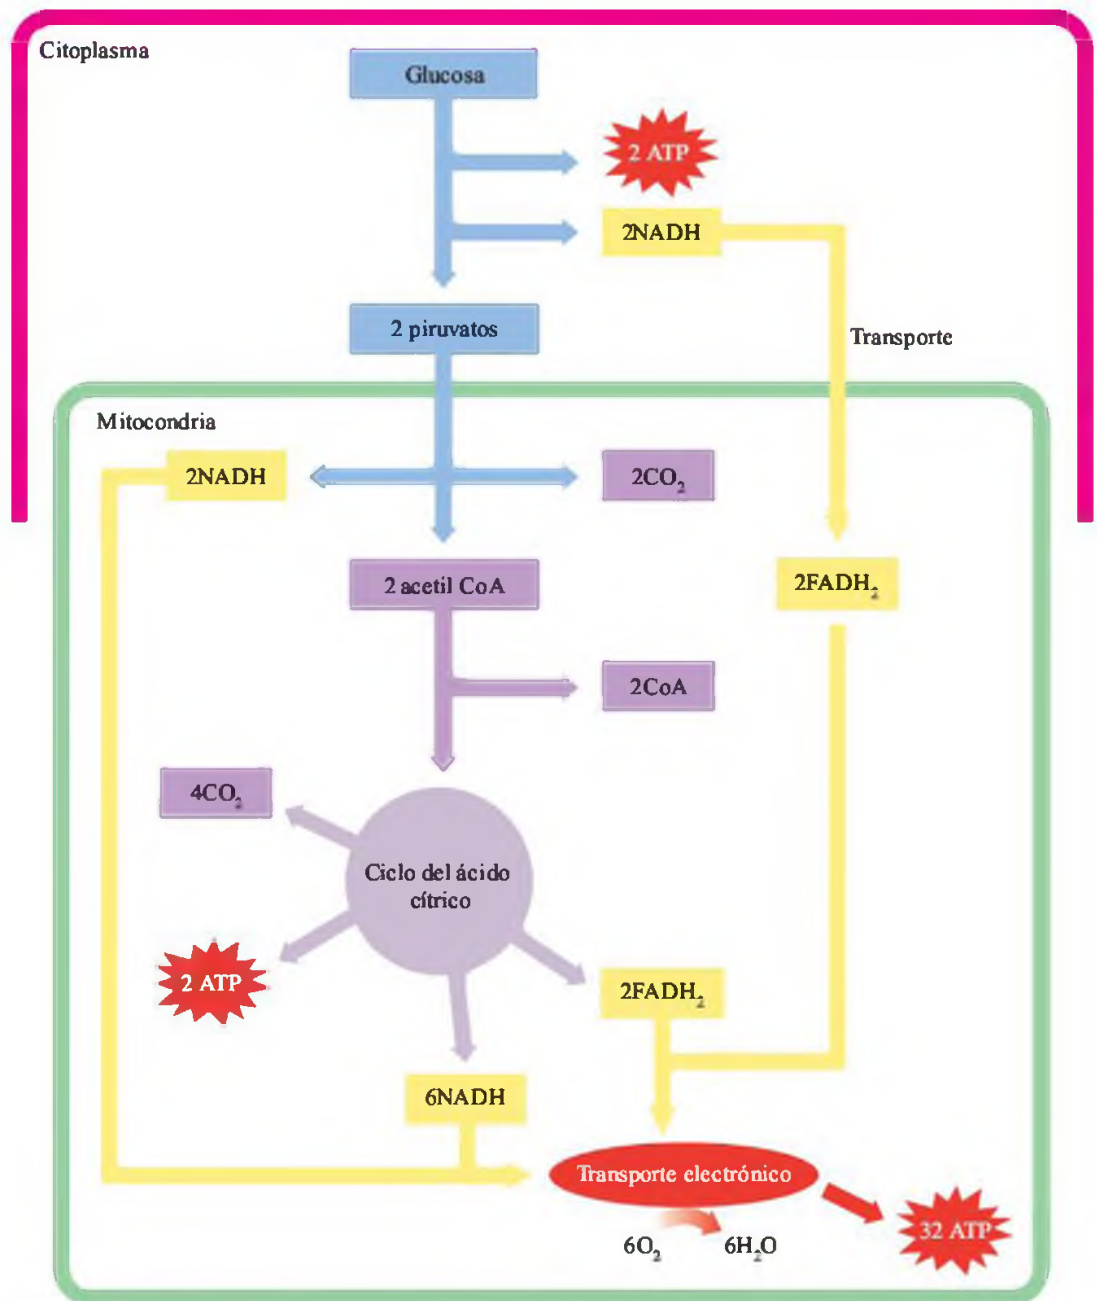 Citoplasma
Glucosa
2 ATP
2NADH
2 piruvatos
Transporte
Mitocondria
2NADH
2CO₂
2 acetil CoA
2FADH₂
2CoA
4CO₂
Ciclo del ácido
cítrico
2 ATP
2FADH₂
6NADH
Transporte electrónico
32 ATP
6O₂
6H₂O